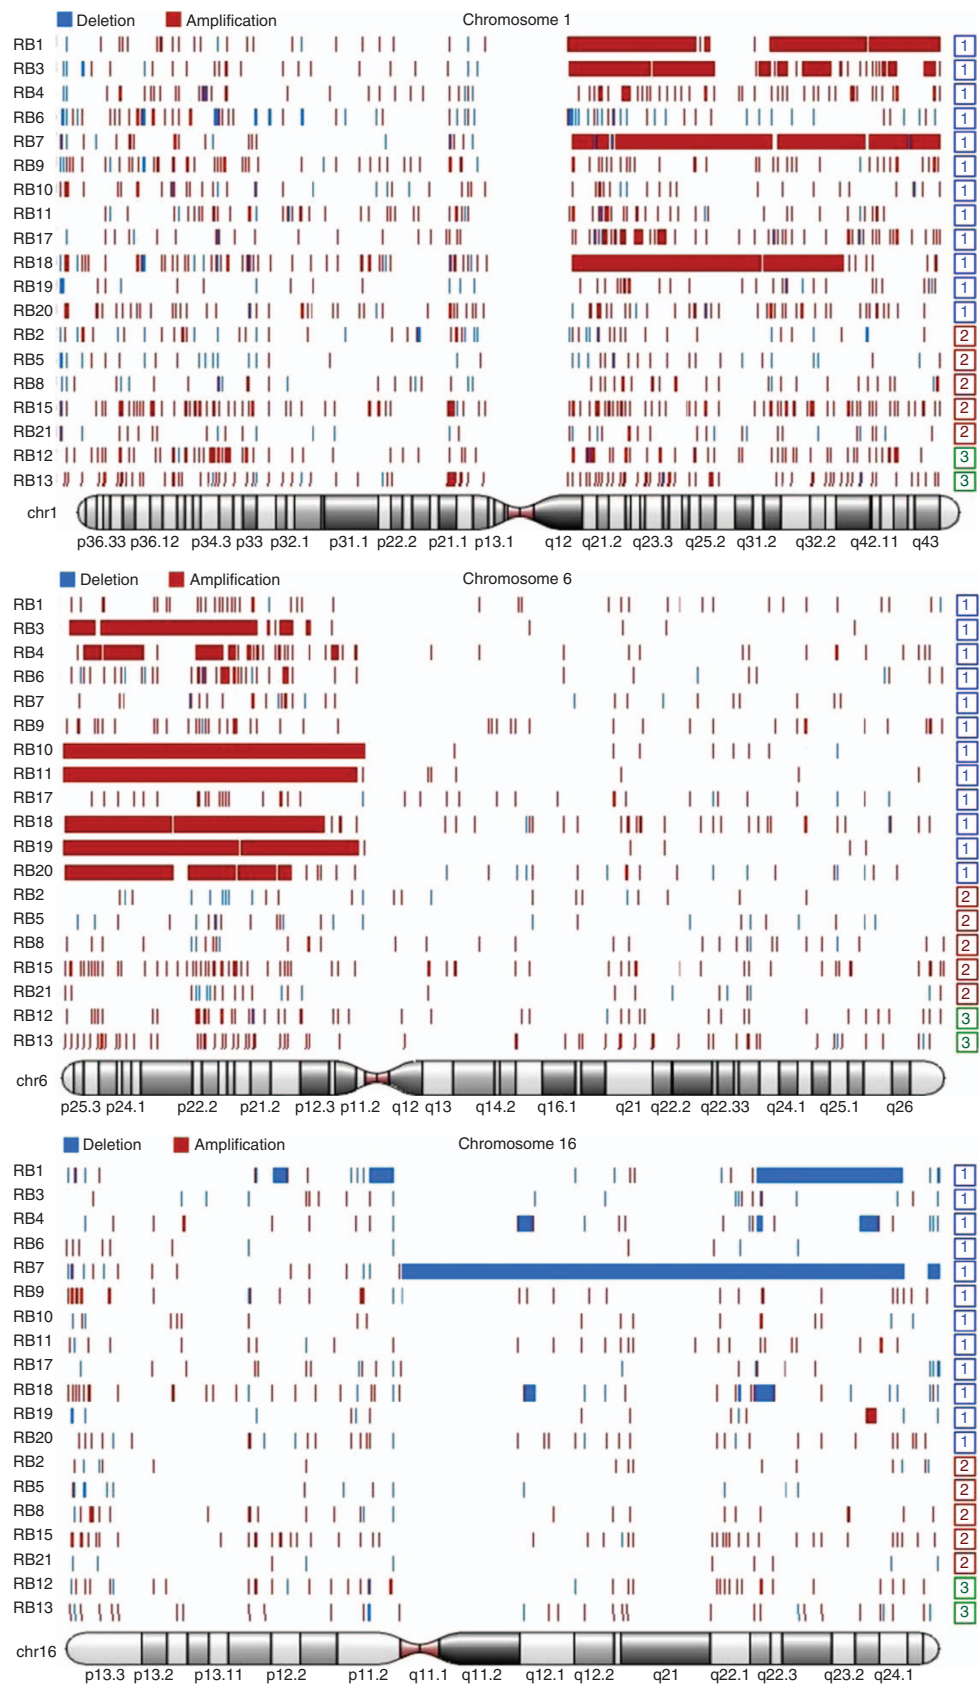 Deletion Amplification Chromosome 1
RB1 1
RB3 1
RB4 1
RB6 1
RB7 1
RB9 1
RB10 1
RB11 1
RB17 1
RB18 1
RB19 1
RB20 1
RB2 2
RB5 2
RB8 2
RB15 2
RB21 2
RB12 3
RB13 3
chr1
p36.33 p36.12 p34.3 p33 p32.1 p31.1 p22.2 p21.1 p13.1 q12 q21.2 q23.3 q25.2 q31.2 q32.2 q42.11 q43
Deletion Amplification Chromosome 6
RB1 1
RB3 1
RB4 1
RB6 1
RB7 1
RB9 1
RB10 1
RB11 1
RB17 1
RB18 1
RB19 1
RB20 1
RB2 2
RB5 2
RB8 2
RB15 2
RB21 2
RB12 3
RB13 3
chr6
p25.3 p24.1 p22.2 p21.2 p12.3 p11.2 q12 q13 q14.2 q16.1 q21 q22.2 q22.33 q24.1 q25.1 q26
Deletion Amplification Chromosome 16
RB1 1
RB3 1
RB4 1
RB6 1
RB7 1
RB9 1
RB10 1
RB11 1
RB17 1
RB18 1
RB19 1
RB20 1
RB2 2
RB5 2
RB8 2
RB15 2
RB21 2
RB12 3
RB13 3
chr16
p13.3 p13.2 p13.11 p12.2 p11.2 q11.1 q11.2 q12.1 q12.2 q21 q22.1 q22.3 q23.2 q24.1